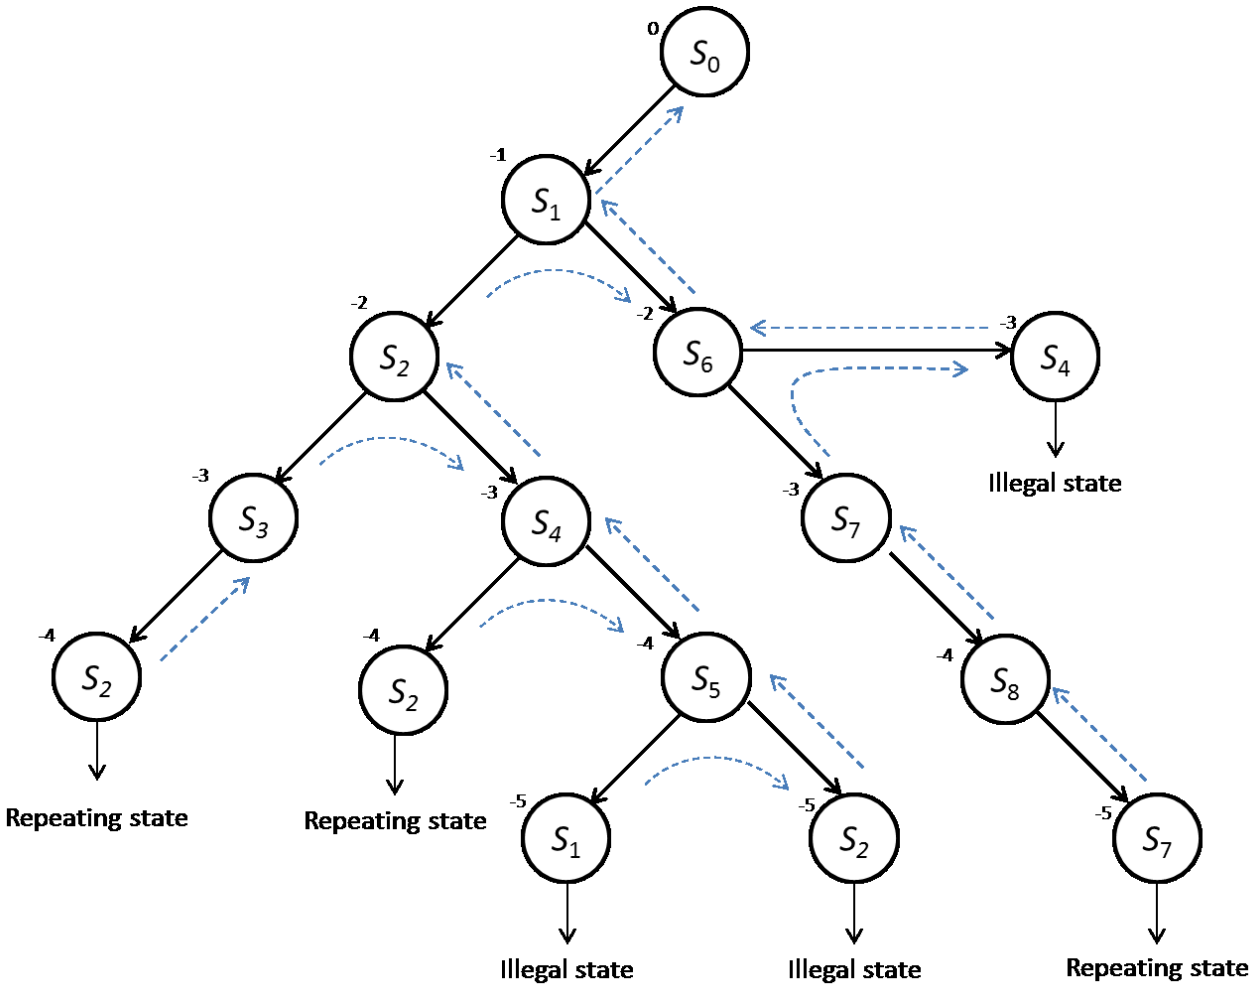 0
S0
-1
S1
-2
S2
-2
S6
-3
S4
Illegal state
-3
S3
-3
S4
-3
S7
-4
S2
-4
S2
-4
S5
-4
S8
Repeating state
Repeating state
-5
S1
-5
S2
-5
S7
Illegal state
Illegal state
Repeating state